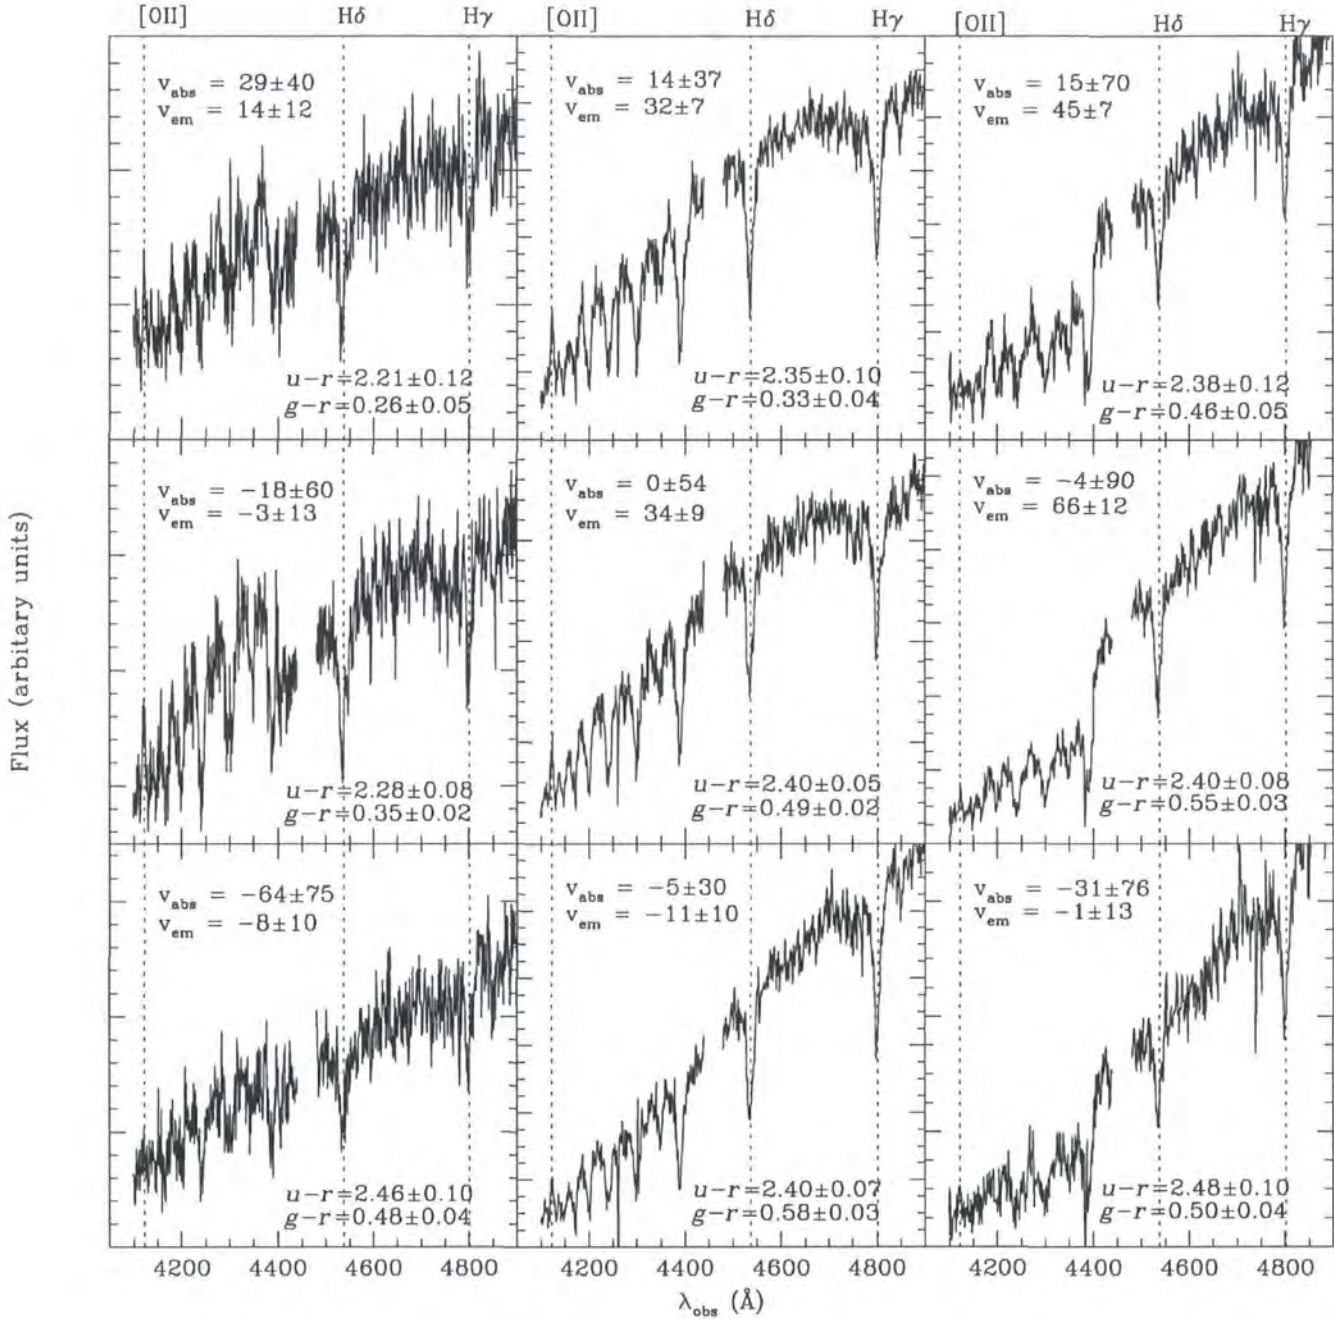 [OII] Hδ Hγ [OII] Hδ Hγ [OII] Hδ Hγ
v_abs = 29±40
v_em = 14±12
u−r=2.21±0.12
g−r=0.26±0.05
v_abs = 14±37
v_em = 32±7
u−r=2.35±0.10
g−r=0.33±0.04
v_abs = 15±70
v_em = 45±7
u−r=2.38±0.12
g−r=0.46±0.05
v_abs = −18±60
v_em = −3±13
u−r=2.28±0.08
g−r=0.35±0.02
v_abs = 0±54
v_em = 34±9
u−r=2.40±0.05
g−r=0.49±0.02
v_abs = −4±90
v_em = 66±12
u−r=2.40±0.08
g−r=0.55±0.03
v_abs = −64±75
v_em = −8±10
u−r=2.46±0.10
g−r=0.48±0.04
v_abs = −5±30
v_em = −11±10
u−r=2.40±0.07
g−r=0.58±0.03
v_abs = −31±76
v_em = −1±13
u−r=2.48±0.10
g−r=0.50±0.04
Flux (arbitary units)
4200 4400 4600 4800 4200 4400 4600 4800 4200 4400 4600 4800
λ_obs (Å)